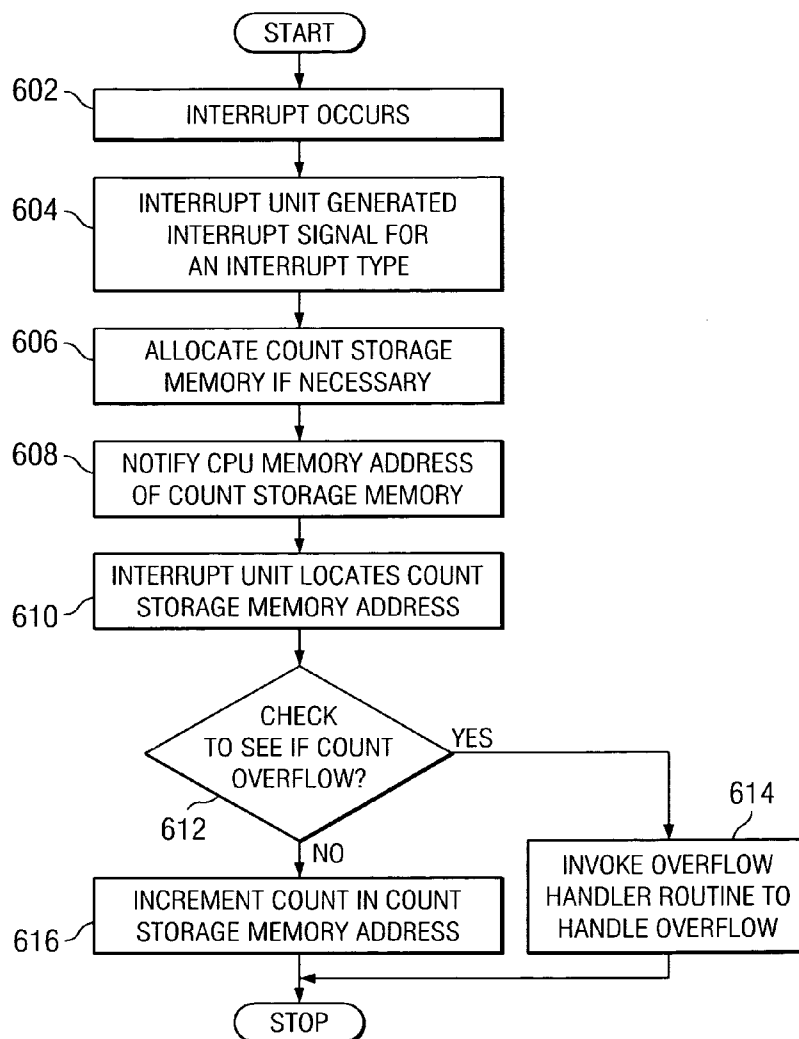 START
602
INTERRUPT OCCURS
604
INTERRUPT UNIT GENERATED
INTERRUPT SIGNAL FOR
AN INTERRUPT TYPE
606
ALLOCATE COUNT STORAGE
MEMORY IF NECESSARY
608
NOTIFY CPU MEMORY ADDRESS
OF COUNT STORAGE MEMORY
610
INTERRUPT UNIT LOCATES COUNT
STORAGE MEMORY ADDRESS
CHECK
TO SEE IF COUNT
OVERFLOW?
YES
612
NO
614
INVOKE OVERFLOW
HANDLER ROUTINE TO
HANDLE OVERFLOW
616
INCREMENT COUNT IN COUNT
STORAGE MEMORY ADDRESS
STOP